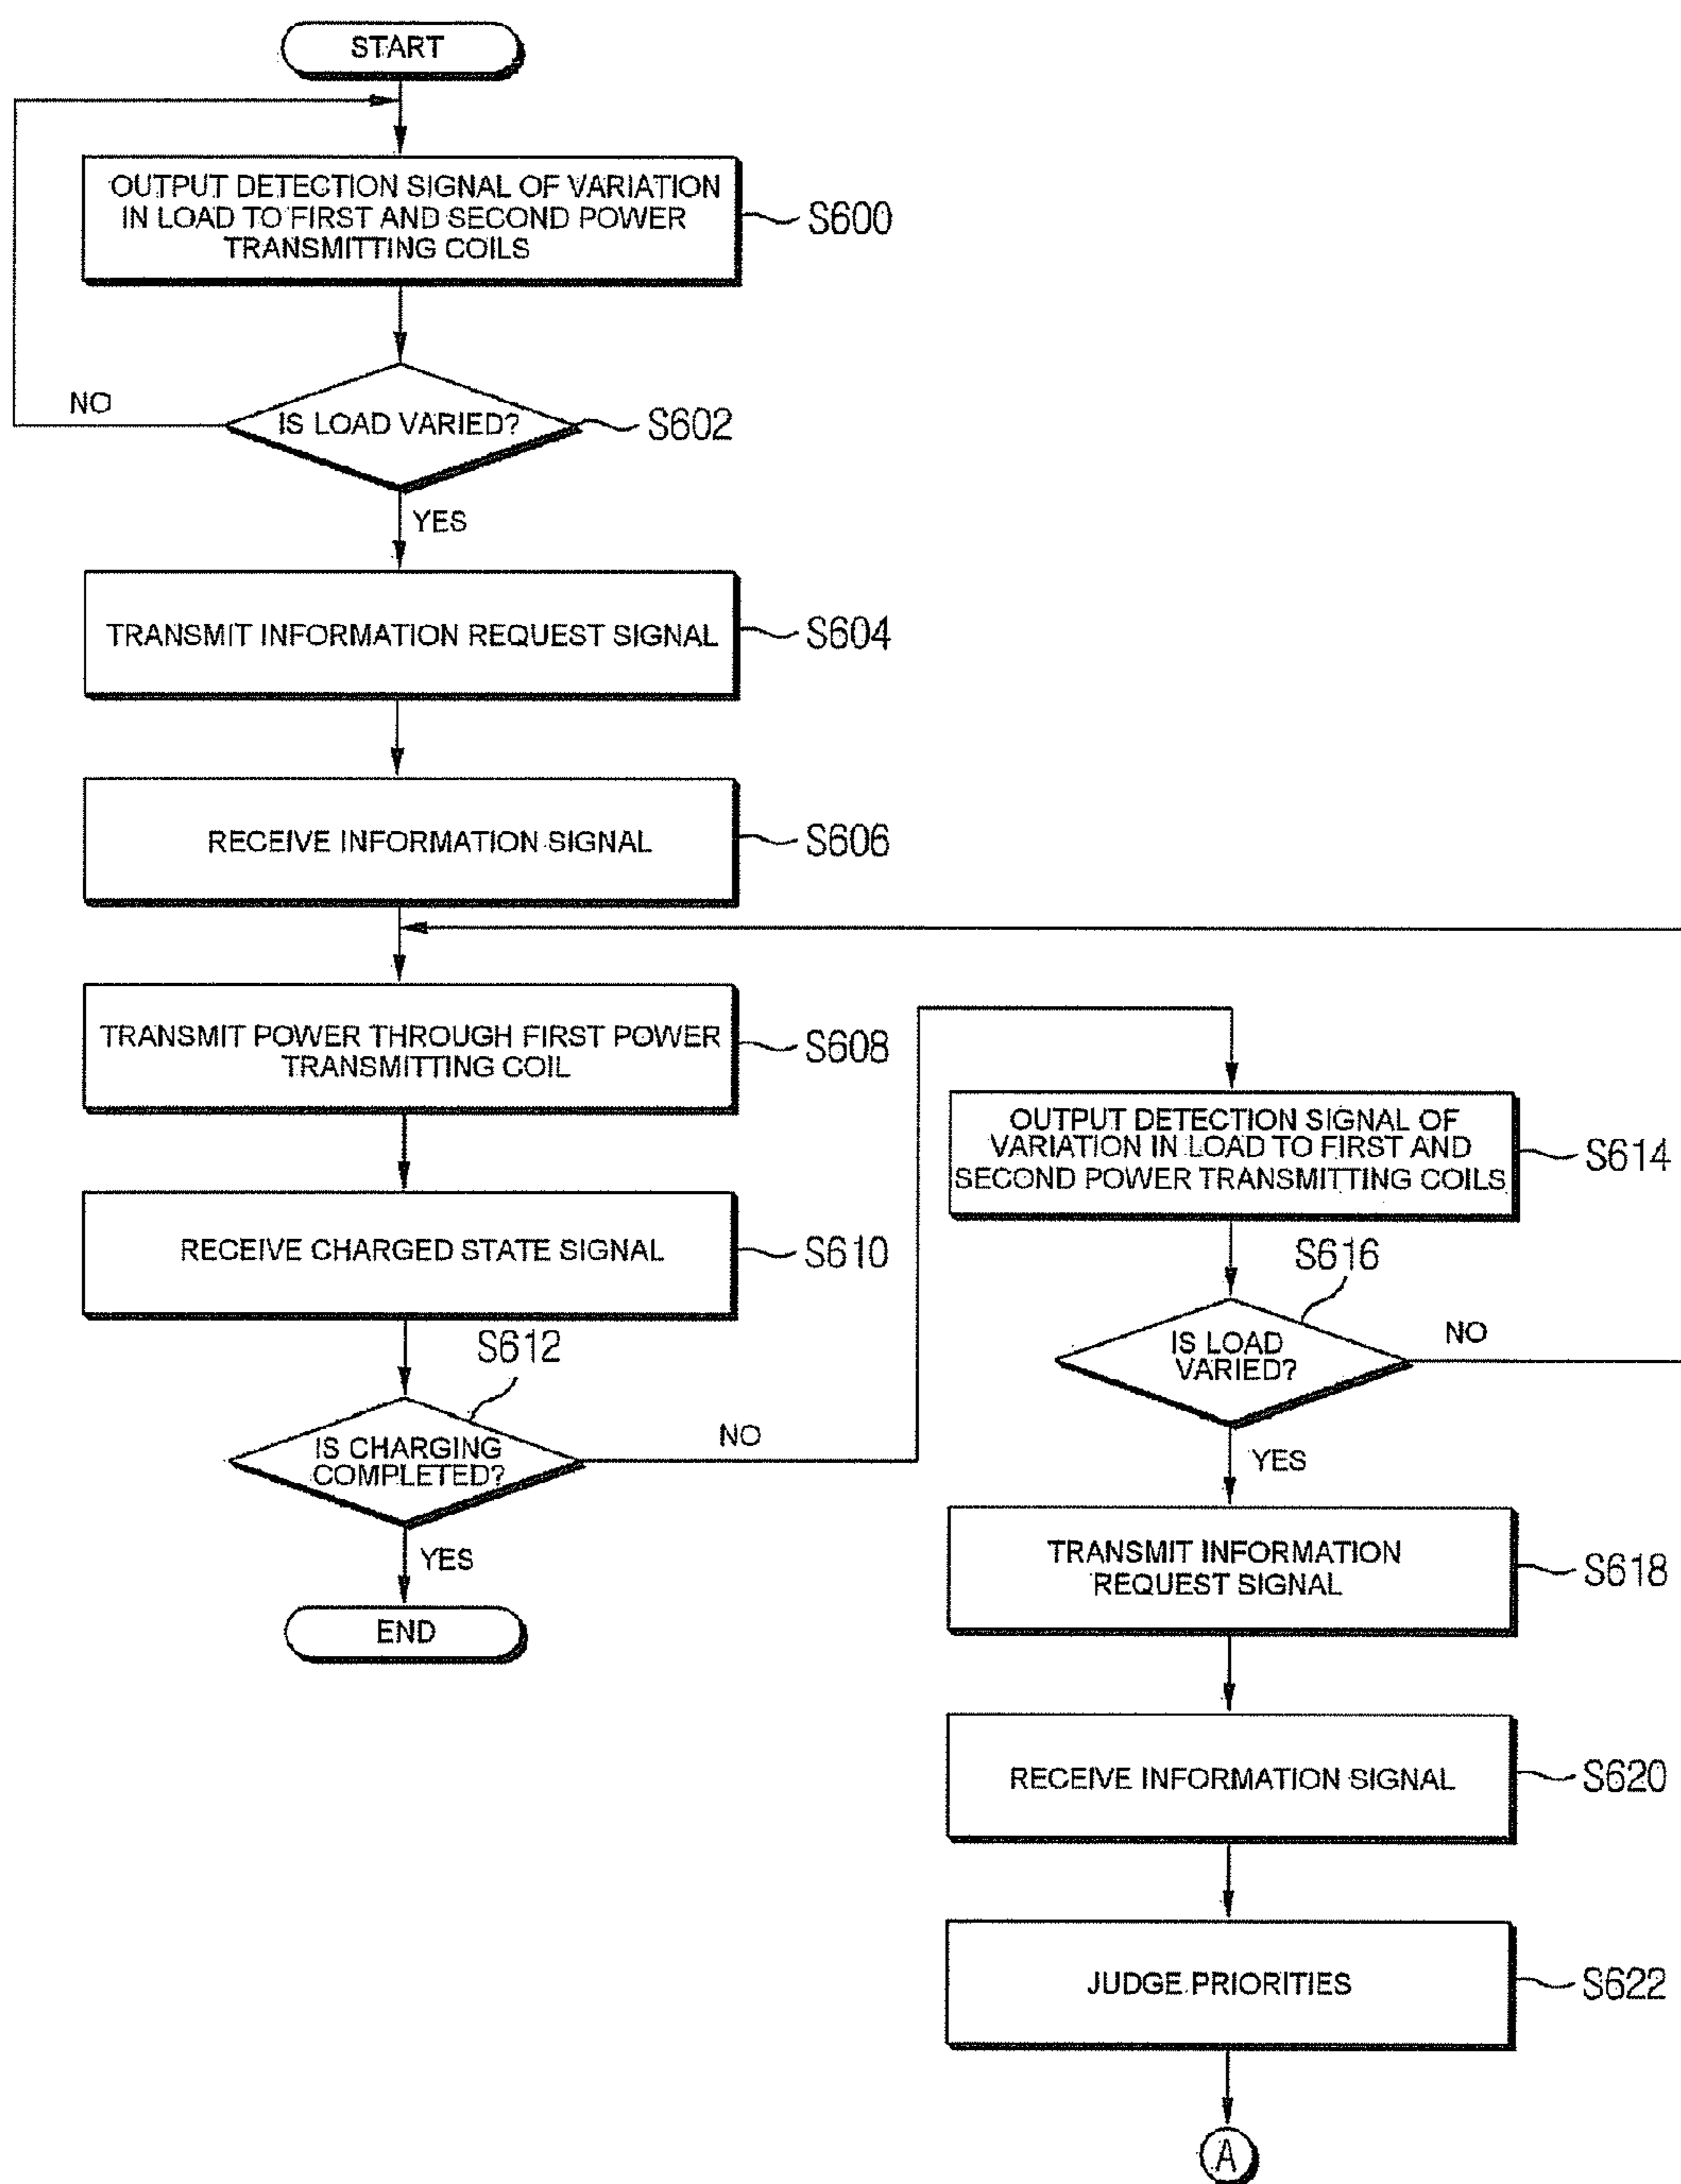 START
OUTPUT DETECTION SIGNAL OF VARIATION
IN LOAD TO FIRST AND SECOND POWER
TRANSMITTING COILS
S600
NO
IS LOAD VARIED?
S602
YES
TRANSMIT INFORMATION REQUEST SIGNAL
S604
RECEIVE INFORMATION SIGNAL
S606
TRANSMIT POWER THROUGH FIRST POWER
TRANSMITTING COIL
S608
RECEIVE CHARGED STATE SIGNAL
S610
S612
IS CHARGING
COMPLETED?
NO
YES
END
OUTPUT DETECTION SIGNAL OF
VARIATION IN LOAD TO FIRST AND
SECOND POWER TRANSMITTING COILS
S614
S616
IS LOAD
VARIED?
NO
YES
TRANSMIT INFORMATION
REQUEST SIGNAL
S618
RECEIVE INFORMATION SIGNAL
S620
JUDGE PRIORITIES
S622
A